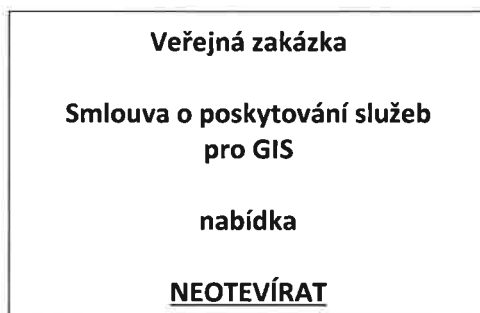 Veřejná zakázka
Smlouva o poskytování služeb
pro GIS
nabídka
NEOTEVÍRAT